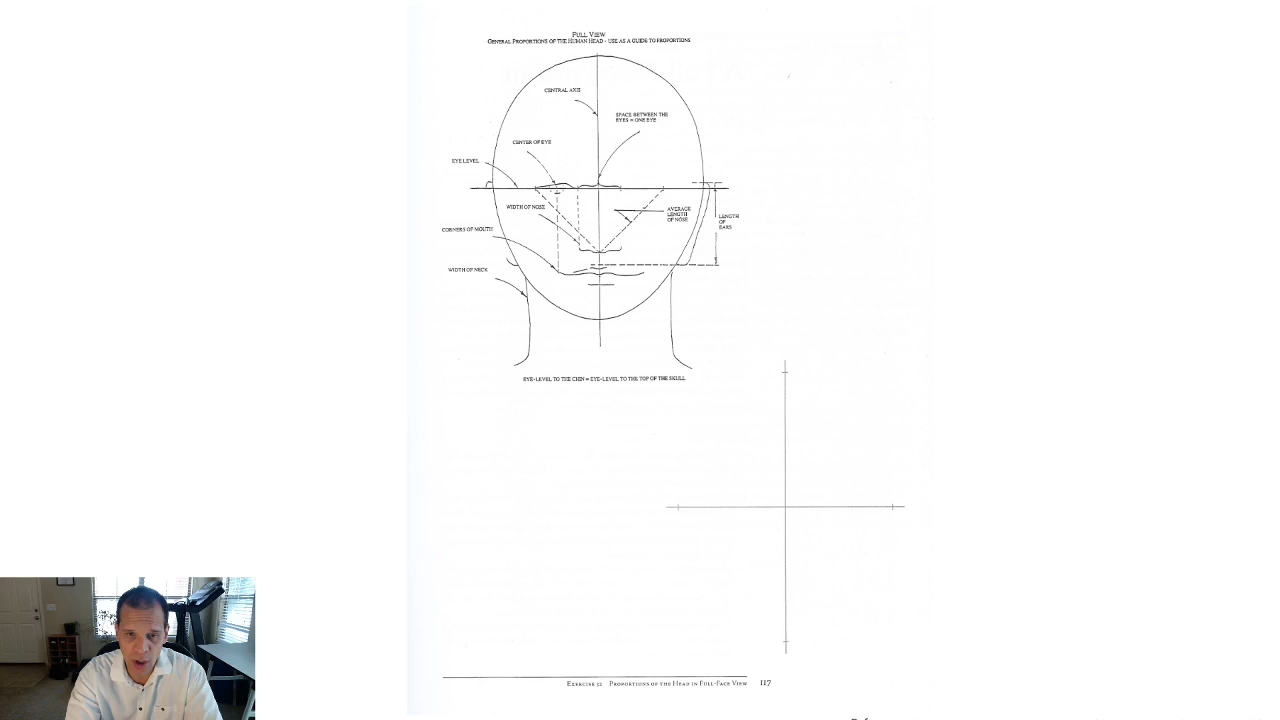 FULL VIEW
GENERAL PROPORTIONS OF THE HUMAN HEAD - USE AS A GUIDE TO PROPORTIONS
CENTRAL AXIS
SPACE BETWEEN THE
EYES = ONE EYE
CENTER OF EYE
EYE LEVEL
WIDTH OF NOSE
AVERAGE
LENGTH
OF NOSE
LENGTH
OF
EARS
CORNERS OF MOUTH
WIDTH OF NECK
EYE-LEVEL TO THE CHIN = EYE-LEVEL TO THE TOP OF THE SKULL
EXERCISE 32 PROPORTIONS OF THE HEAD IN FULL-FACE VIEW 117